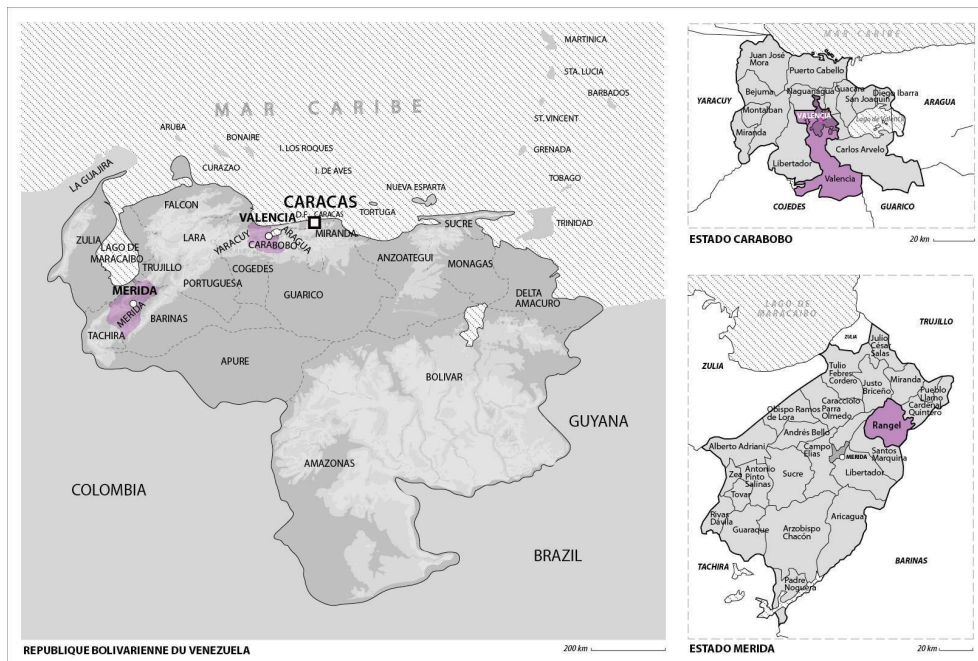 MARTINICA
STA. LUCIA
BARBADOS
MAR CARIBE
ST. VINCENT
ARUBA
BONAIRE
GRENADA
I. LOS ROQUES
CURAZAO
I. DE AVES
LA GUAJIRA
TOBAGO
NUEVA ESPARTA
CARACAS
FALCON
TORTUGA
D.F. CARACAS
VALENCIA
TRINIDAD
SUCRE
MIRANDA
ZULIA
LARA
YARACUY
ARAGUA
CARABOBO
LAGO DE
MARACAIBO
ANZOATEGUI
MONAGAS
TRUJILLO
COGEDES
PORTUGUESA
GUARICO
MERIDA
DELTA
AMACURO
MERIDA
BARINAS
TACHIRA
APURE
BOLIVAR
GUYANA
AMAZONAS
COLOMBIA
BRAZIL
REPUBLIQUE BOLIVARIENNE DU VENEZUELA
200 km
MAR CARIBE
Juan José
Mora
Puerto Cabello
Bejuma
Naguanagua
Guacara
San Joaquin
Diego Ibarra
YARACUY
ARAGUA
Montalban
VALENCIA
Lago de Valencia
Miranda
Carlos Arvelo
Libertador
Valencia
COJEDES
GUARICO
ESTADO CARABOBO
20 km
LAGO DE
MARACAIBO
TRUJILLO
ZULIA
Julio
César
Salas
ZULIA
Tulio
Febres
Cordero
Justo
Briceño
Miranda
Pueblo
Llano
Caracciolo
Parra
Olmedo
Cardenal
Quintero
Obispo Ramos
de Lora
Rangel
Andrés Bello
Alberto Adriani
Campo
Elias
MERIDA
Santos
Marquina
Zea
Antonio
Pinto
Salinas
Sucre
Libertador
Tovar
Rivas
Dávila
Guaraque
Arzobispo
Chacón
Aricagua
BARINAS
TACHIRA
Padre
Noguera
ESTADO MERIDA
20 km